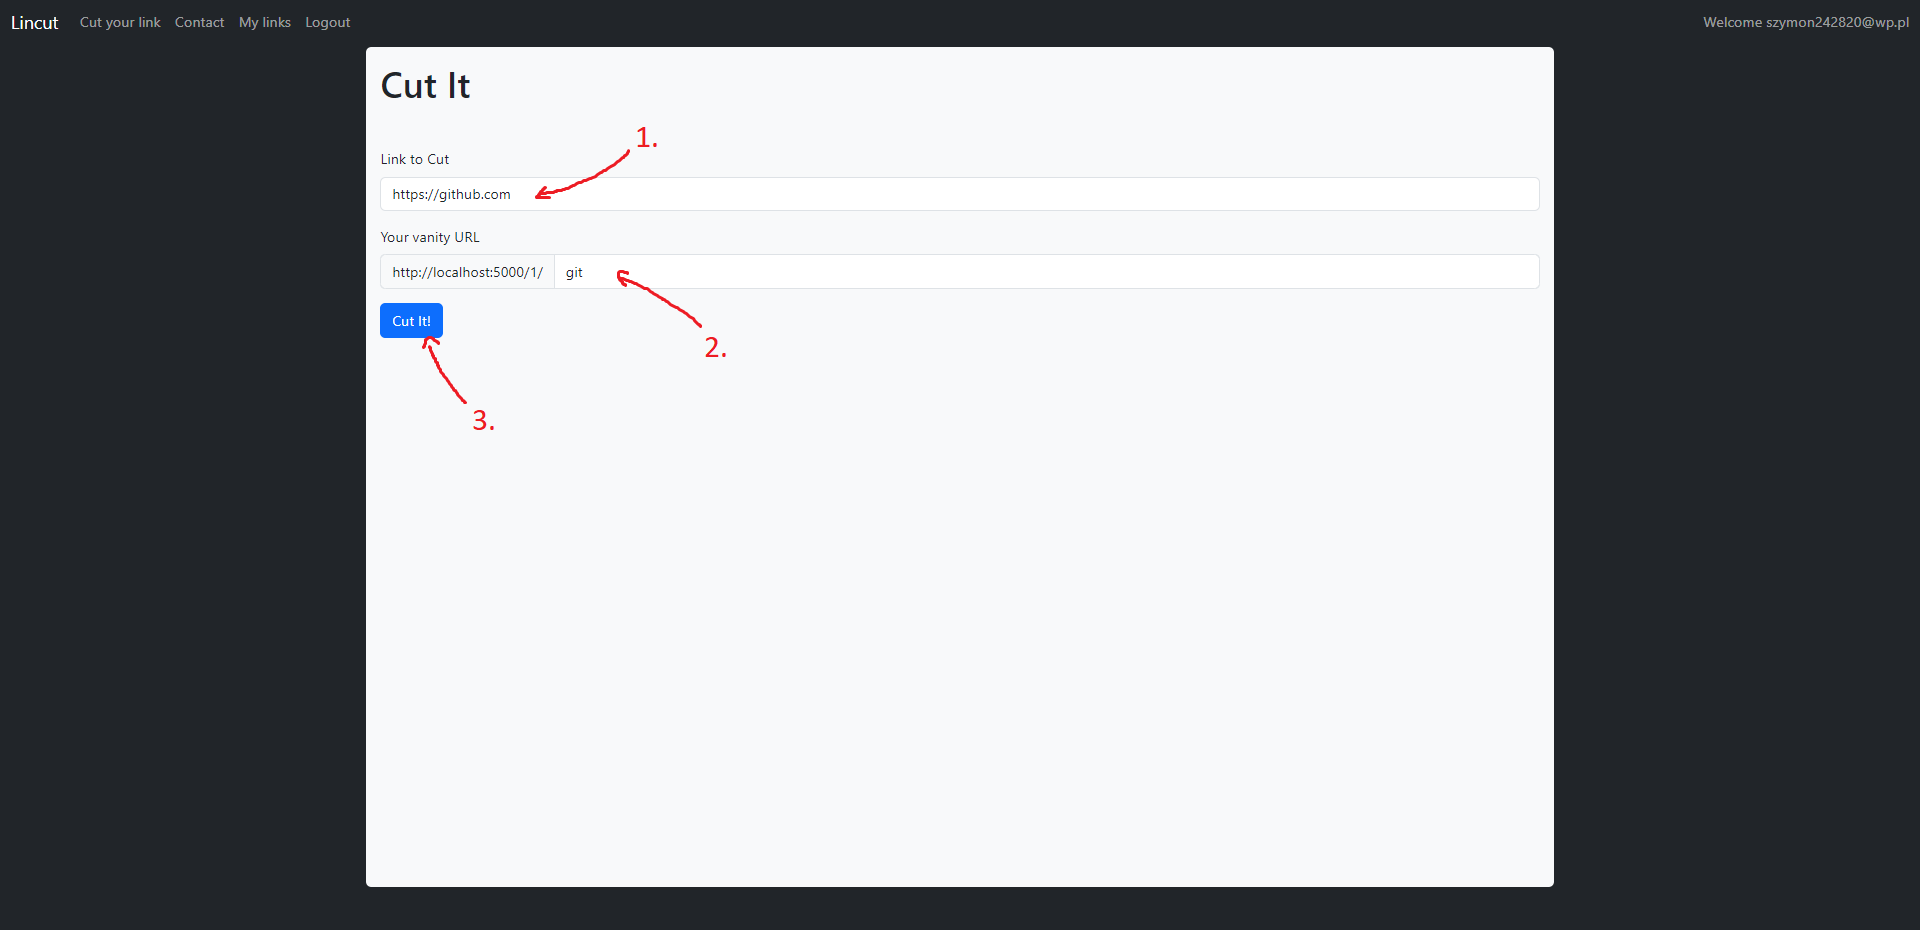 Lincut Cut your link Contact My links Logout Welcome szymon242820@wp.pl
Cut It
1.
Link to Cut
https://github.com
Your vanity URL
http://localhost:5000/1/ git
Cut It!
2.
3.